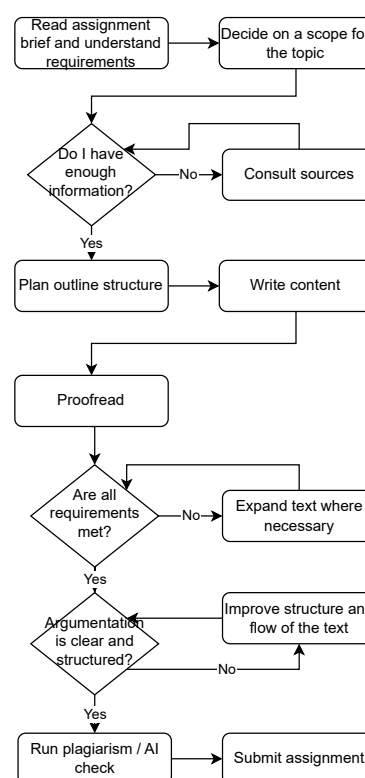 Read assignment
brief and understand
requirements
Decide on a scope for
the topic
Do I have
enough
information?
No
Consult sources
Yes
Plan outline structure
Write content
Proofread
Are all
requirements
met?
No
Expand text where
necessary
Yes
Argumentation
is clear and
structured?
Improve structure an
flow of the text
No
Yes
Run plagiarism / AI
check
Submit assignment